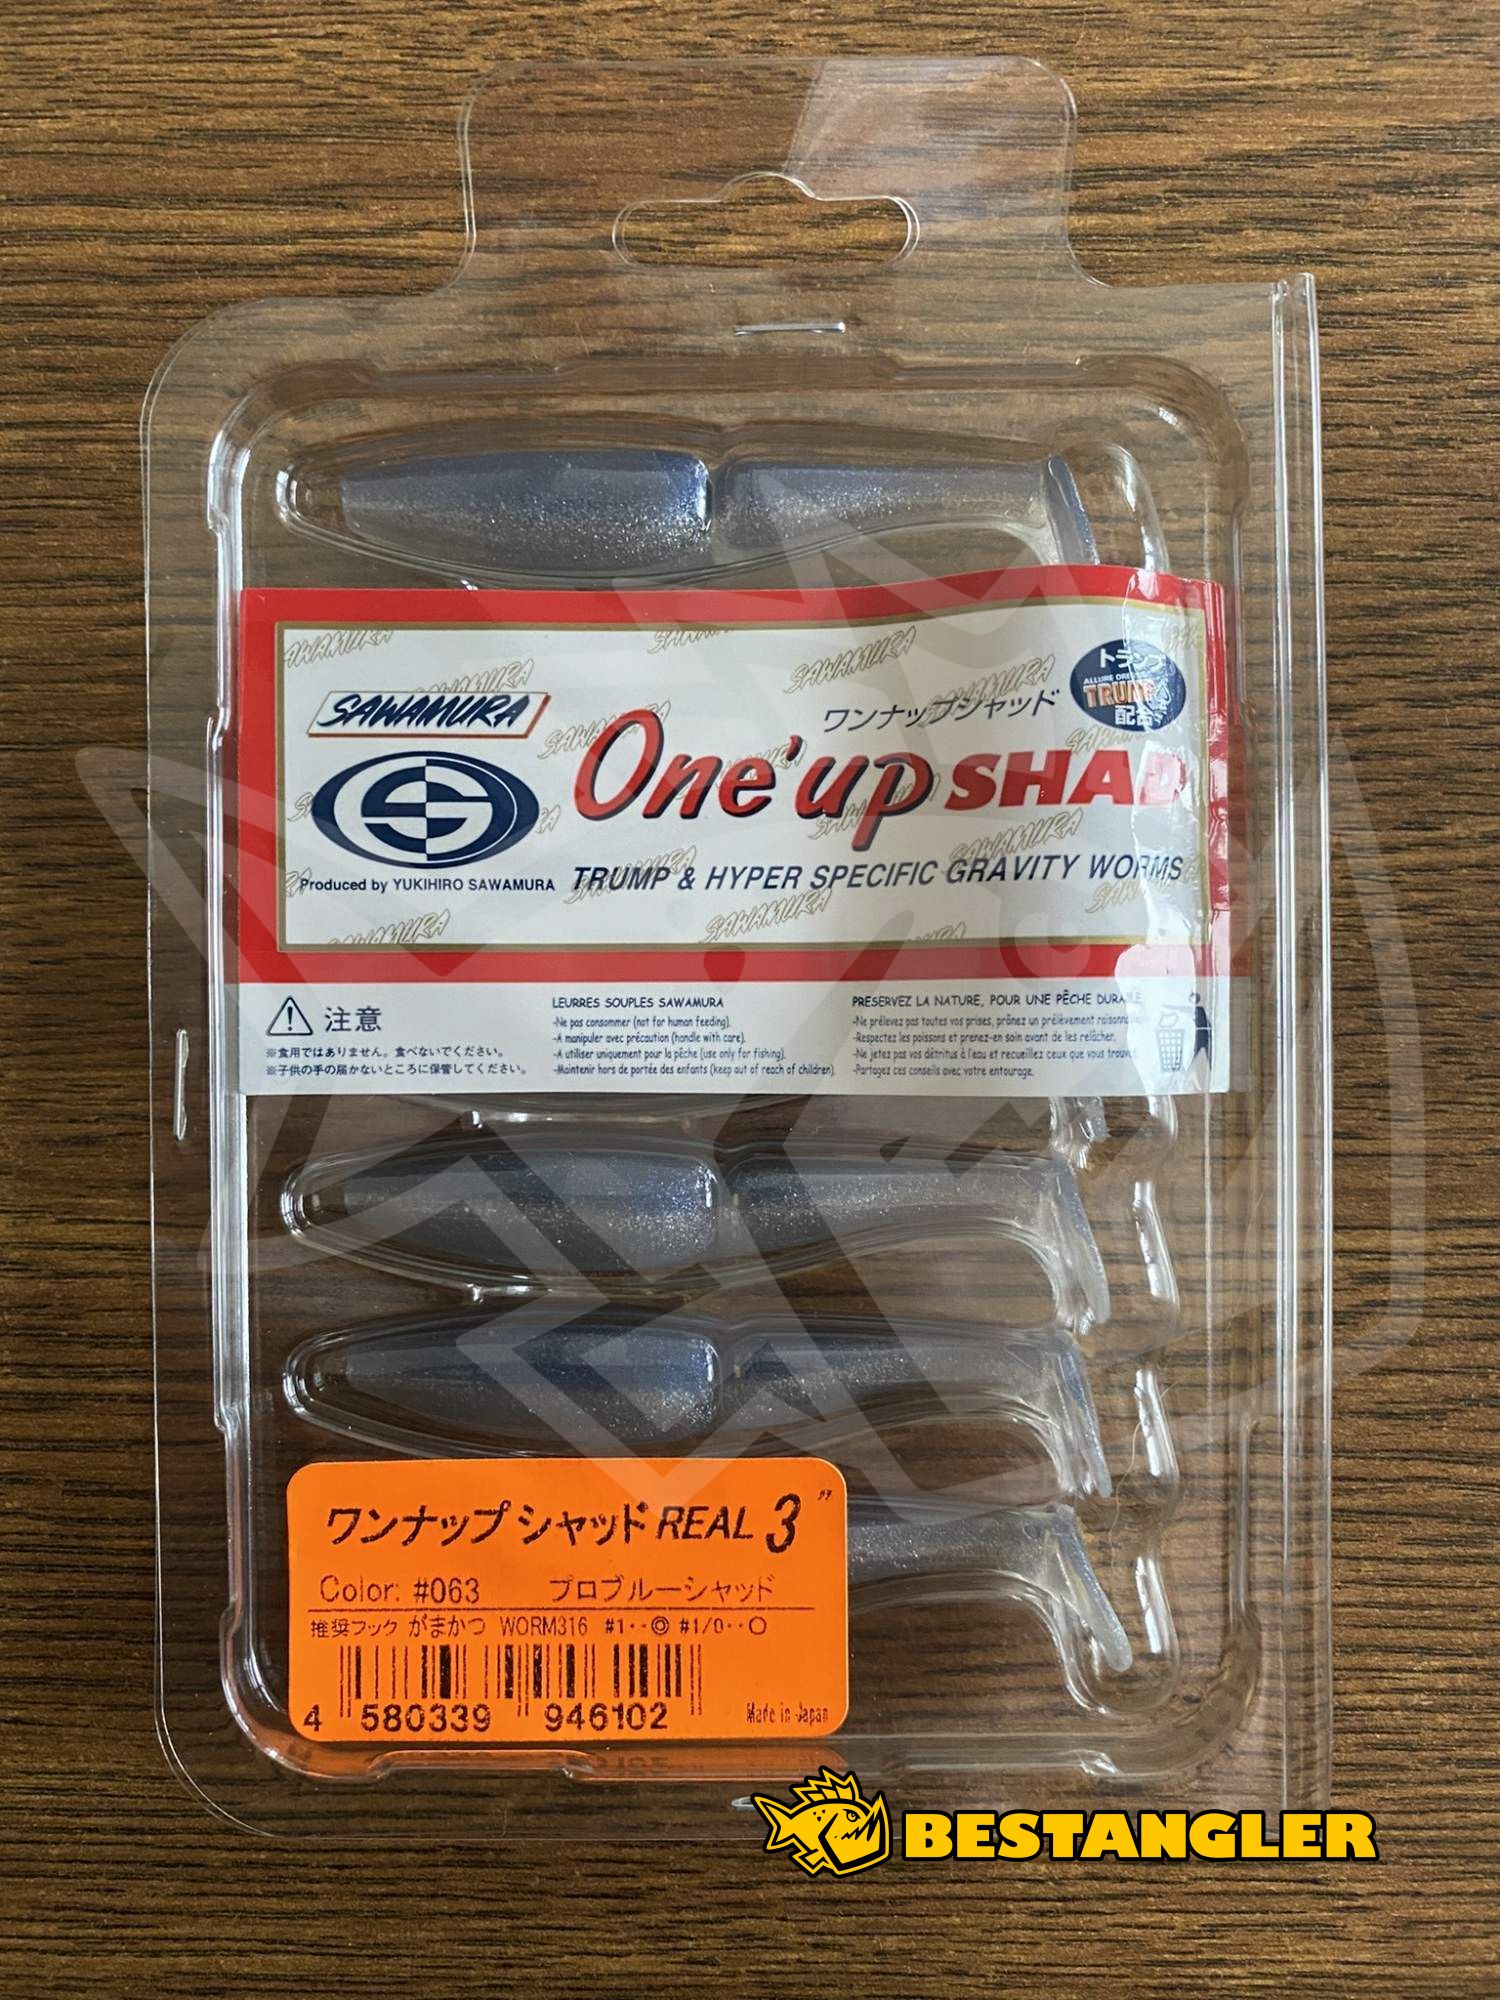 トラップ
ALLURE
TRUMP
配合
SAWAMURA
ワンナップシャッド
One'up SHAD
Produced by YUKIHIRO SAWAMURA
TRUMP & HYPER SPECIFIC GRAVITY WORMS
注意
※食用ではありません。食べないでください。
※子供の手の届かないところに保管してください。
LEURRES SOUPLES SAWAMURA
-Ne pas consommer (not for human feeding).
-A manipuler avec précaution (handle with care).
-A utiliser uniquement pour la pêche (use only for fishing).
-Maintenir hors de portée des enfants (keep out of reach of children).
PRESERVEZ LA NATURE, POUR UNE PÊCHE DURABLE
-Ne prélevez pas toutes vos prises, prônez un prélèvement raisonnable
-Respectez les poissons et prenez-en soin avant de les relâcher.
-Ne jetez pas vos détritus à l'eau et recueillez ceux que vous trouvez
-Partagez ces conseils avec votre entourage.
ワンナップシャッド REAL 3"
Color: #063 プロブルーシャッド
推奨フック がまかつ WORM316 #1･･◎ #1/0･･○
4 580339 946102
Made in Japan
BESTANGLER